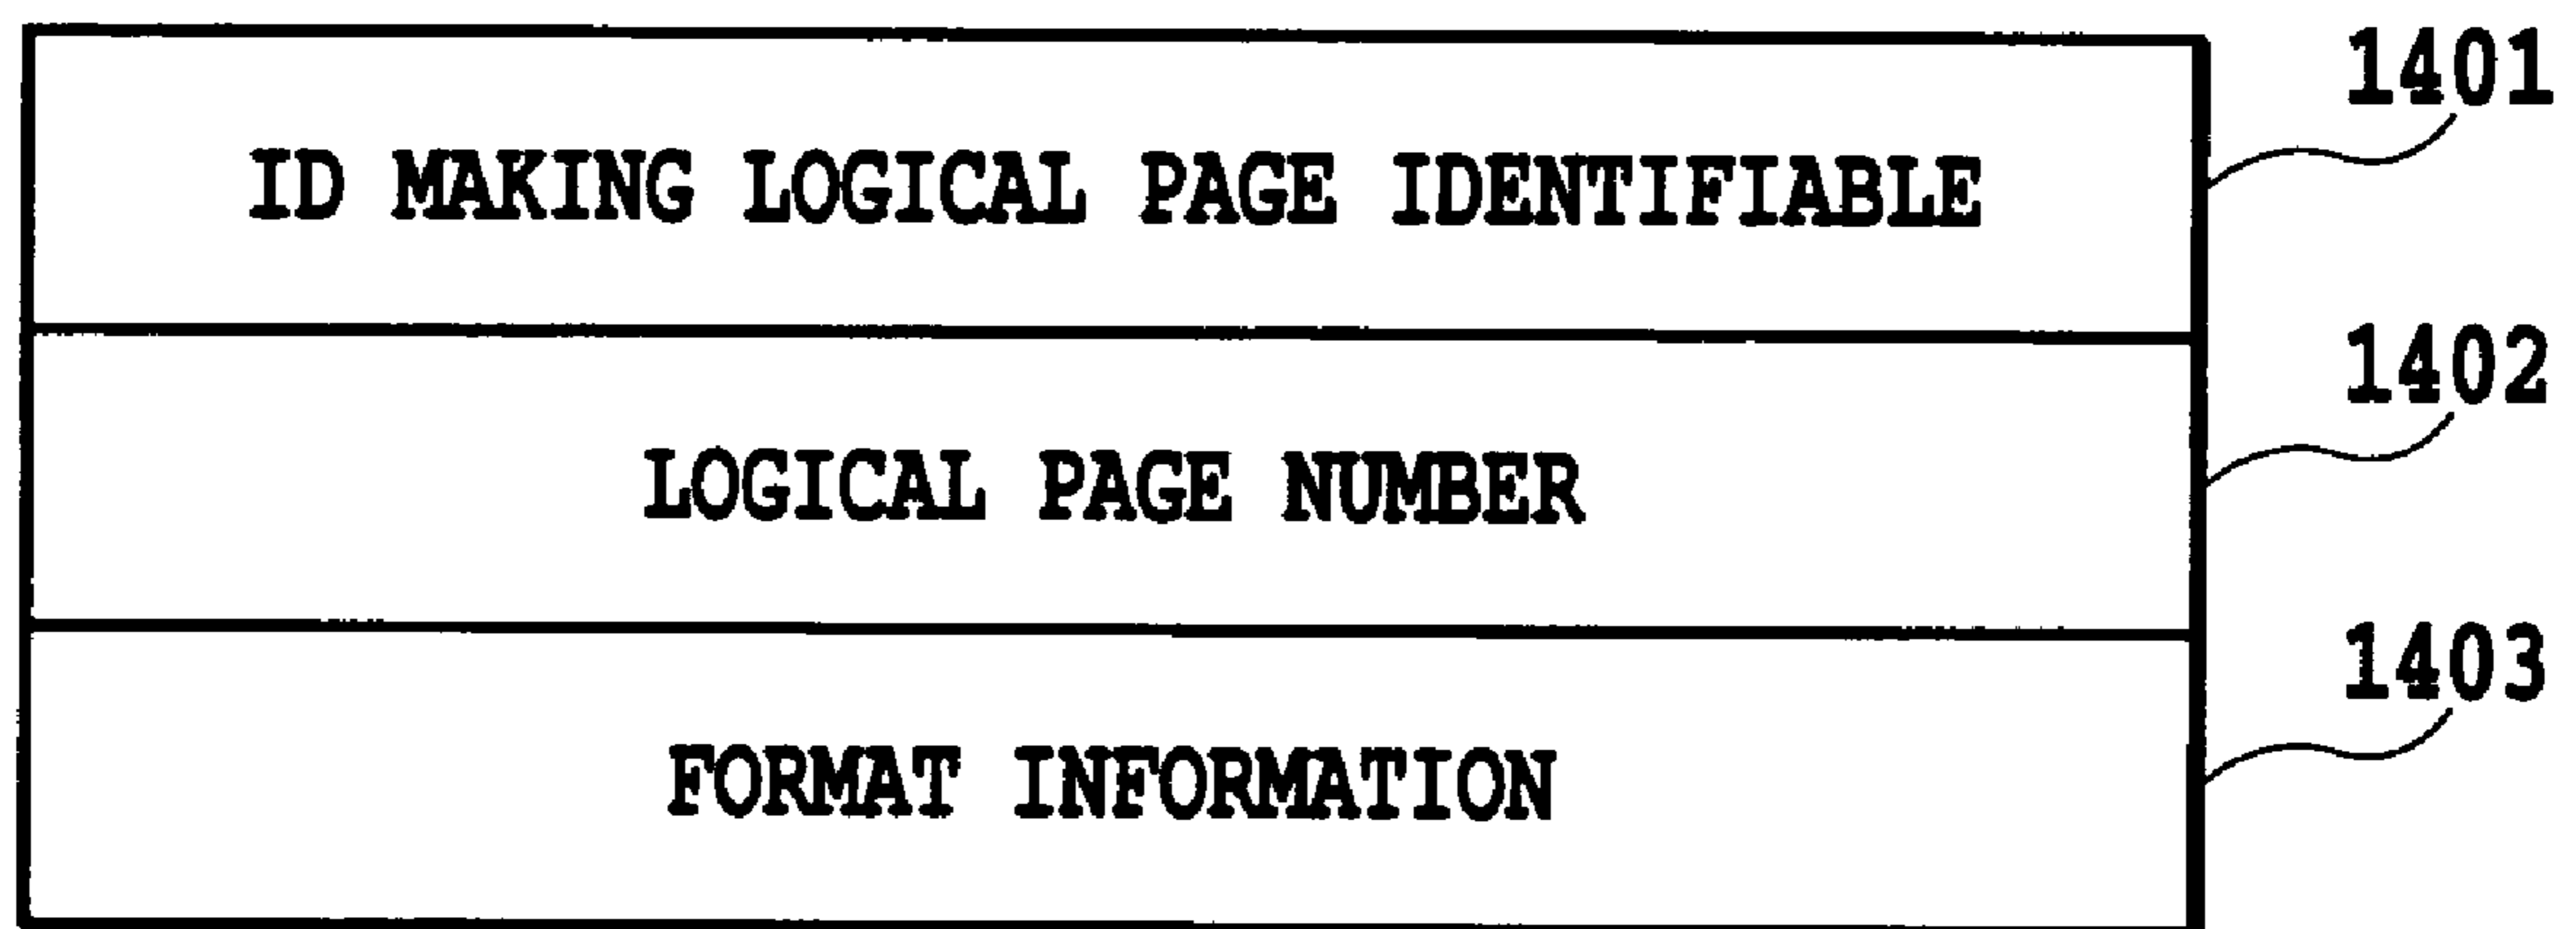 1401
ID MAKING LOGICAL PAGE IDENTIFIABLE
1402
LOGICAL PAGE NUMBER
1403
FORMAT INFORMATION